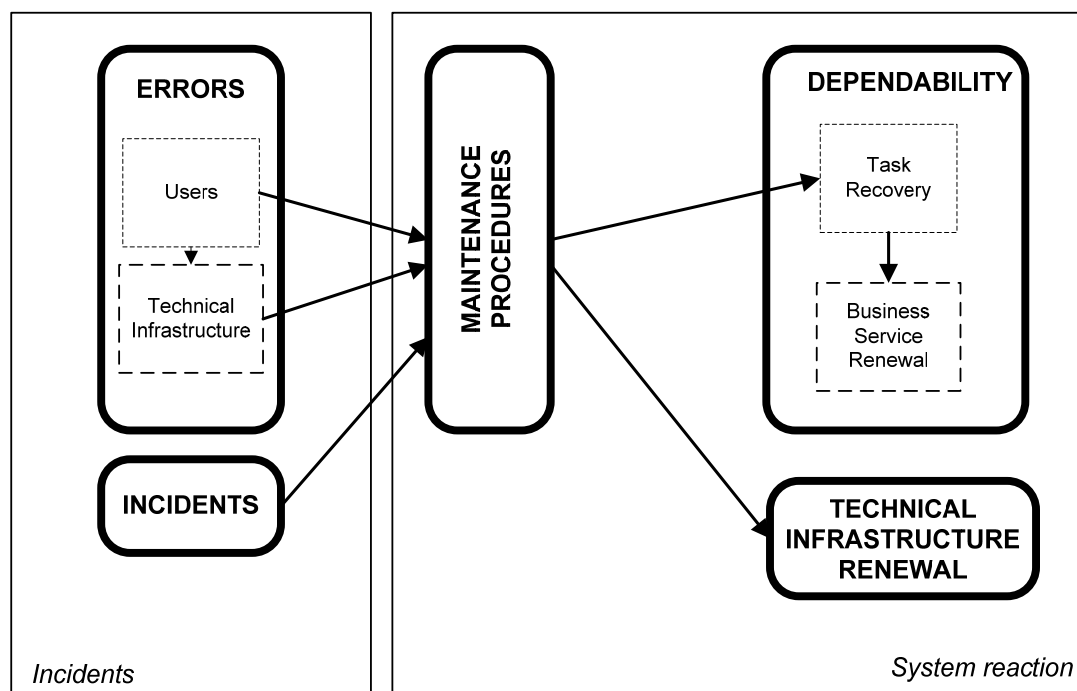 ERRORS
Users
Technical
Infrastructure
INCIDENTS
Incidents
MAINTENANCE
PROCEDURES
DEPENDABILITY
Task
Recovery
Business
Service
Renewal
TECHNICAL
INFRASTRUCTURE
RENEWAL
System reaction